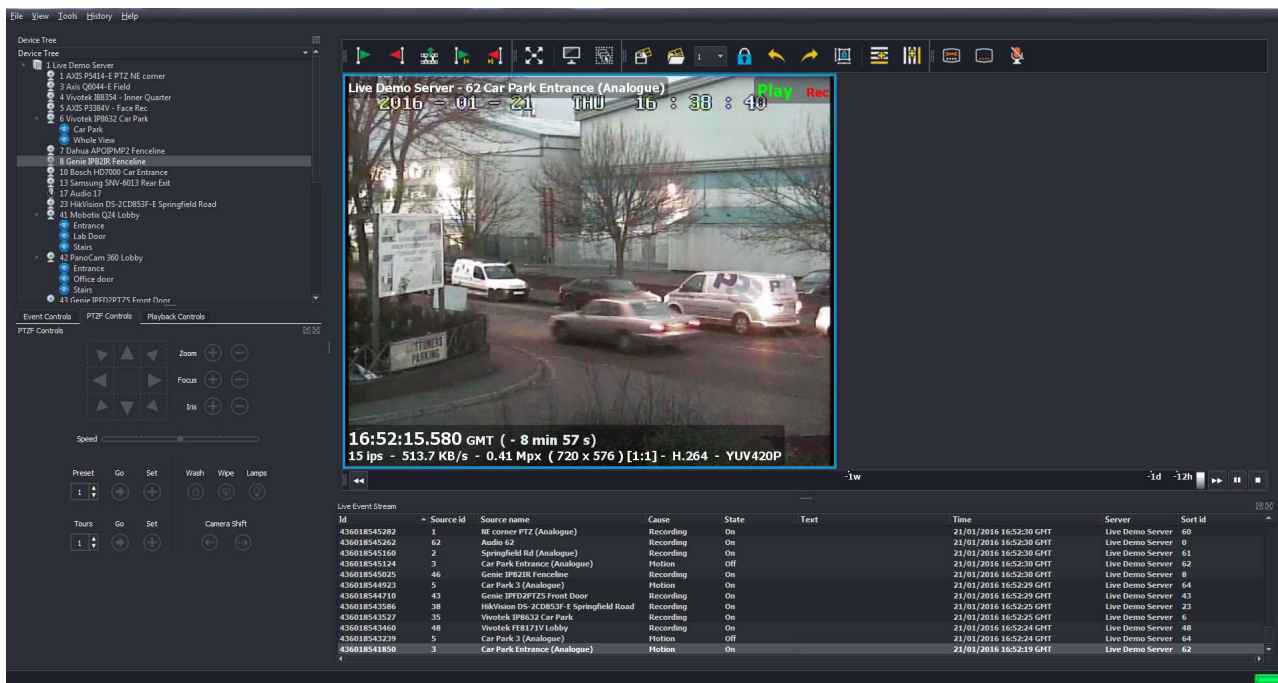 File View Tools History Help
Device Tree
Device Tree
1 Live Demo Server
1 AXIS P5414-E PTZ NE corner
3 Axis Q6044-E Field
4 Vivotek IB8354 - Inner Quarter
5 AXIS P3384V - Face Rec
6 Vivotek IP8632 Car Park
Car Park
Whole View
7 Dahua APOIPMP2 Fenceline
8 Genie IPB2IR Fenceline
10 Bosch HD7000 Car Entrance
13 Samsung SNV-6013 Rear Exit
17 Audio 17
23 HikVision DS-2CD853F-E Springfield Road
41 Mobotix Q24 Lobby
Entrance
Lab Door
Stairs
42 PanoCam 360 Lobby
Entrance
Office door
Stairs
43 Genie IPFD2PTZ5 Front Door
Event Controls PTZF Controls Playback Controls
PTZF Controls
Zoom
Focus
Iris
Speed
Preset Go Set Wash Wipe Lamps
1
Tours Go Set Camera Shift
1
1
Live Demo Server - 62 Car Park Entrance (Analogue) Play Rec
2016 - 01 - 21 THU 16 : 38 : 40
PARKING
16:52:15.580 GMT ( - 8 min 57 s)
15 ips - 513.7 KB/s - 0.41 Mpx ( 720 x 576 ) [1:1] - H.264 - YUV420P
-1w -1d -12h
Live Event Stream
Id Source id Source name Cause State Text Time Server Sort id
436018545282 1 NE corner PTZ (Analogue) Recording On 21/01/2016 16:52:30 GMT Live Demo Server 60
436018545262 62 Audio 62 Recording On 21/01/2016 16:52:30 GMT Live Demo Server 0
436018545160 2 Springfield Rd (Analogue) Recording On 21/01/2016 16:52:30 GMT Live Demo Server 61
436018545124 3 Car Park Entrance (Analogue) Motion Off 21/01/2016 16:52:30 GMT Live Demo Server 62
436018545025 46 Genie IPB2IR Fenceline Recording On 21/01/2016 16:52:30 GMT Live Demo Server 8
436018544923 5 Car Park 3 (Analogue) Motion On 21/01/2016 16:52:29 GMT Live Demo Server 64
436018544710 43 Genie IPFD2PTZ5 Front Door Recording On 21/01/2016 16:52:29 GMT Live Demo Server 43
436018543586 38 HikVision DS-2CD853F-E Springfield Road Recording On 21/01/2016 16:52:25 GMT Live Demo Server 23
436018543527 35 Vivotek IP8632 Car Park Recording On 21/01/2016 16:52:25 GMT Live Demo Server 6
436018543460 48 Vivotek FE8171V Lobby Recording On 21/01/2016 16:52:24 GMT Live Demo Server 48
436018543239 5 Car Park 3 (Analogue) Motion Off 21/01/2016 16:52:24 GMT Live Demo Server 64
436018541850 3 Car Park Entrance (Analogue) Motion On 21/01/2016 16:52:19 GMT Live Demo Server 62